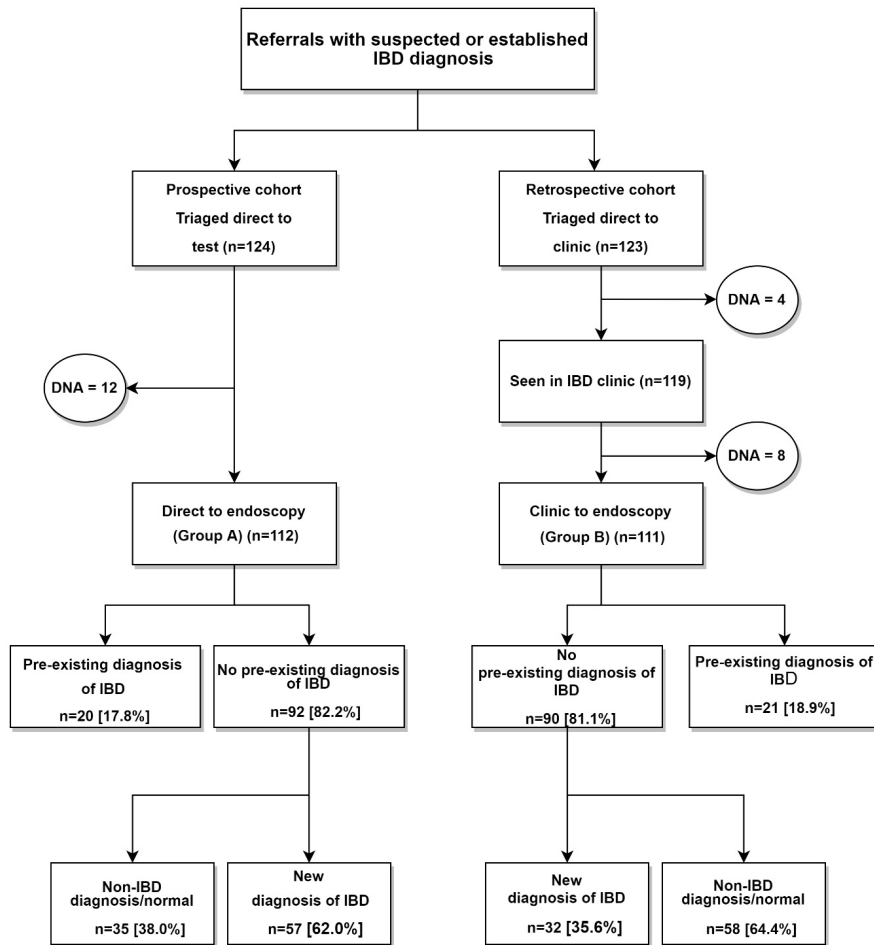 Referrals with suspected or established
IBD diagnosis
Prospective cohort
Triaged direct to
test (n=124)
Retrospective cohort
Triaged direct to
clinic (n=123)
DNA = 4
Seen in IBD clinic (n=119)
DNA = 12
DNA = 8
Direct to endoscopy
(Group A) (n=112)
Clinic to endoscopy
(Group B) (n=111)
Pre-existing diagnosis
of IBD
n=20 [17.8%]
No pre-existing diagnosis
of IBD
n=92 [82.2%]
No
pre-existing diagnosis of
IBD
n=90 [81.1%]
Pre-existing diagnosis of
IBD
n=21 [18.9%]
Non-IBD
diagnosis/normal
n=35 [38.0%]
New
diagnosis of IBD
n=57 [62.0%]
New
diagnosis of IBD
n=32 [35.6%]
Non-IBD
diagnosis/normal
n=58 [64.4%]